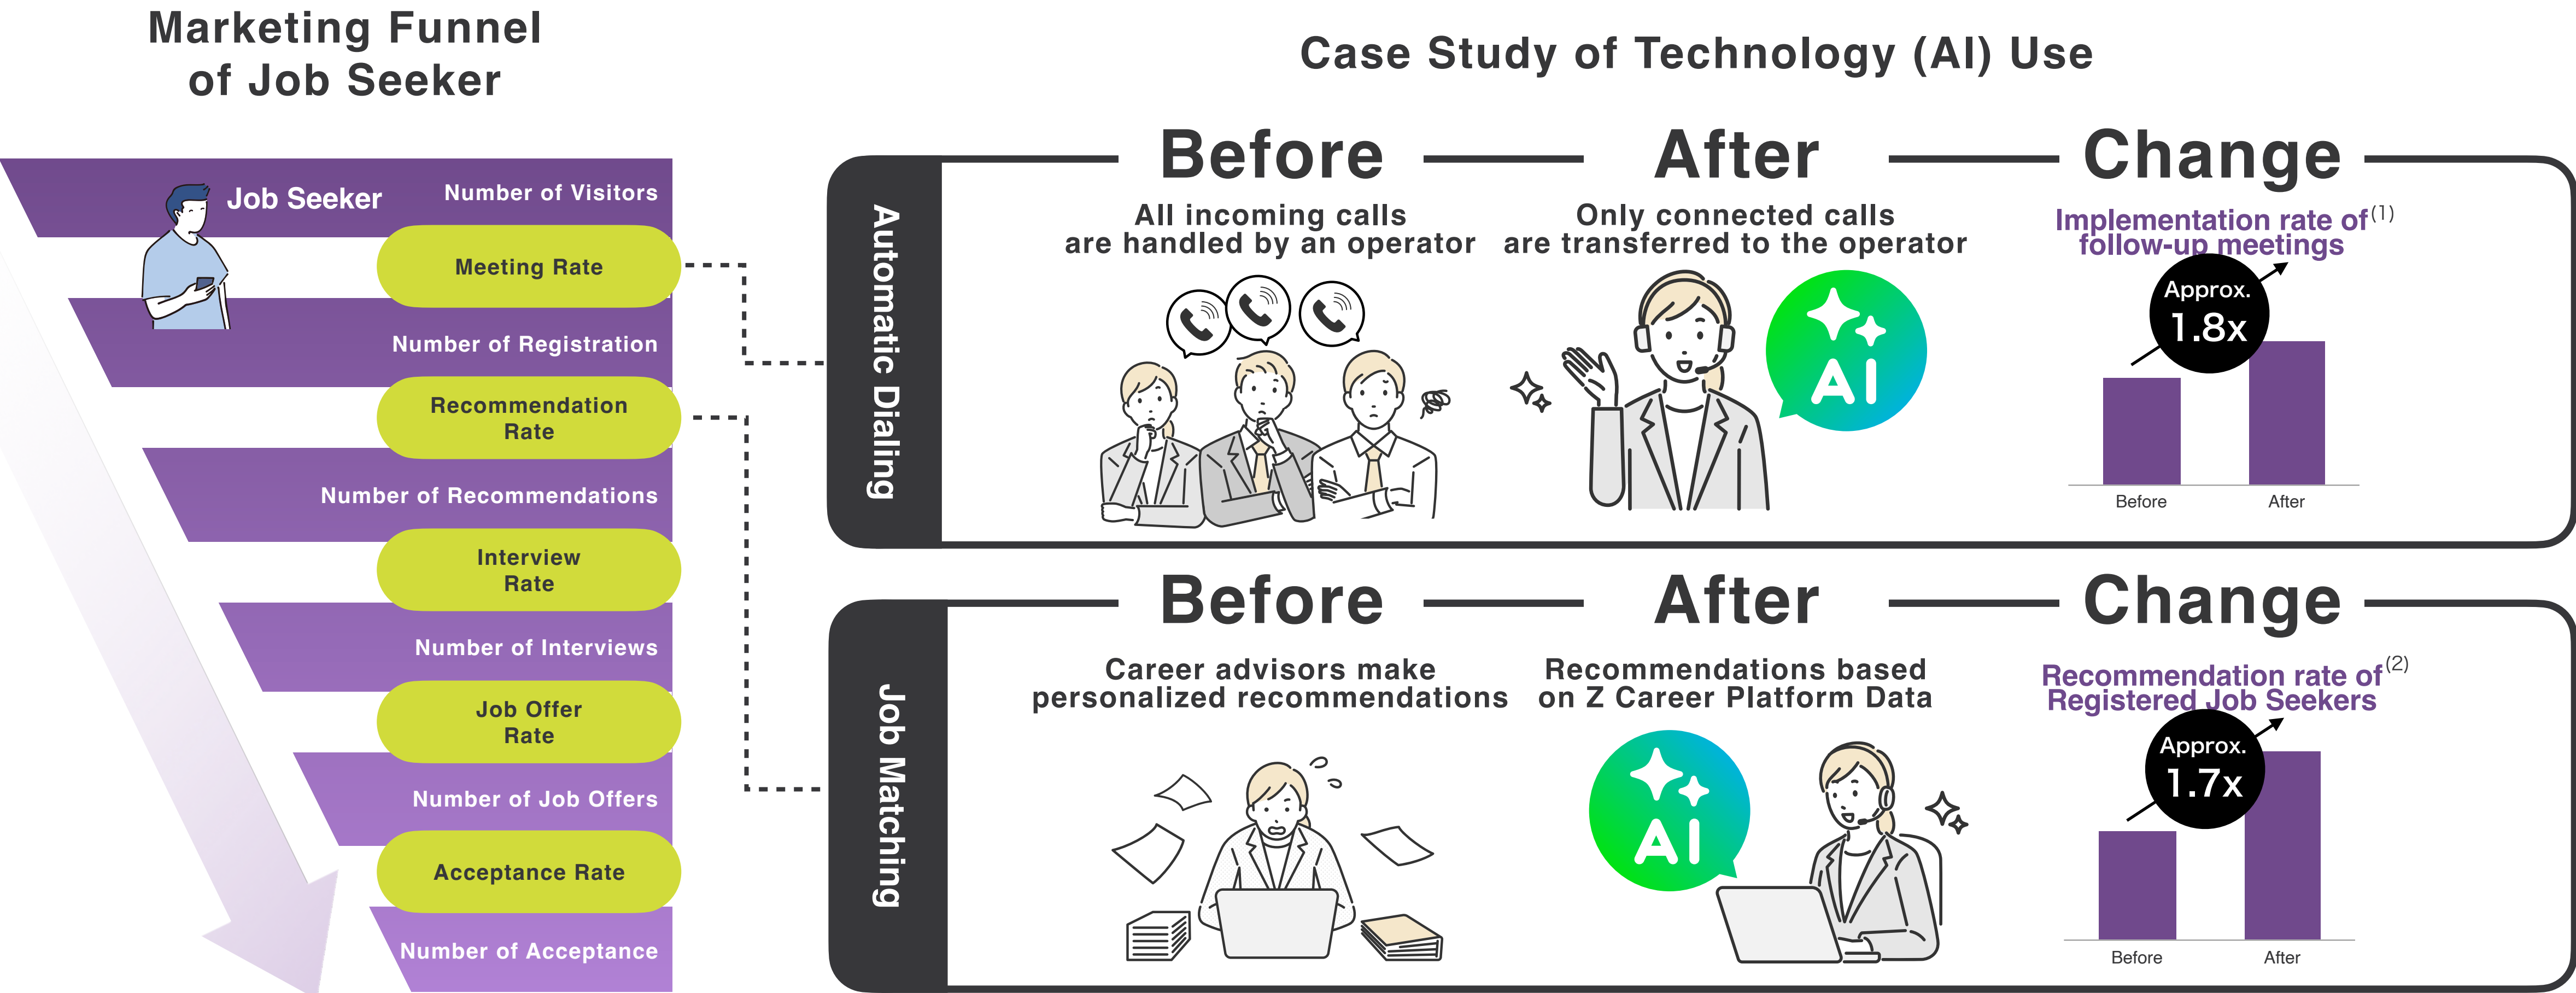 Marketing Funnel
of Job Seeker
Job Seeker
Number of Visitors
Meeting Rate
Number of Registration
Recommendation
Rate
Number of Recommendations
Interview
Rate
Number of Interviews
Job Offer
Rate
Number of Job Offers
Acceptance Rate
Number of Acceptance
Case Study of Technology (AI) Use
Automatic Dialing
Before
All incoming calls
are handled by an operator
After
Only connected calls
are transferred to the operator
AI
Change
Implementation rate of(1)
follow-up meetings
Approx.
1.8x
Before
After
Job Matching
Before
Career advisors make
personalized recommendations
After
Recommendations based
on Z Career Platform Data
AI
Change
Recommendation rate of(2)
Registered Job Seekers
Approx.
1.7x
Before
After